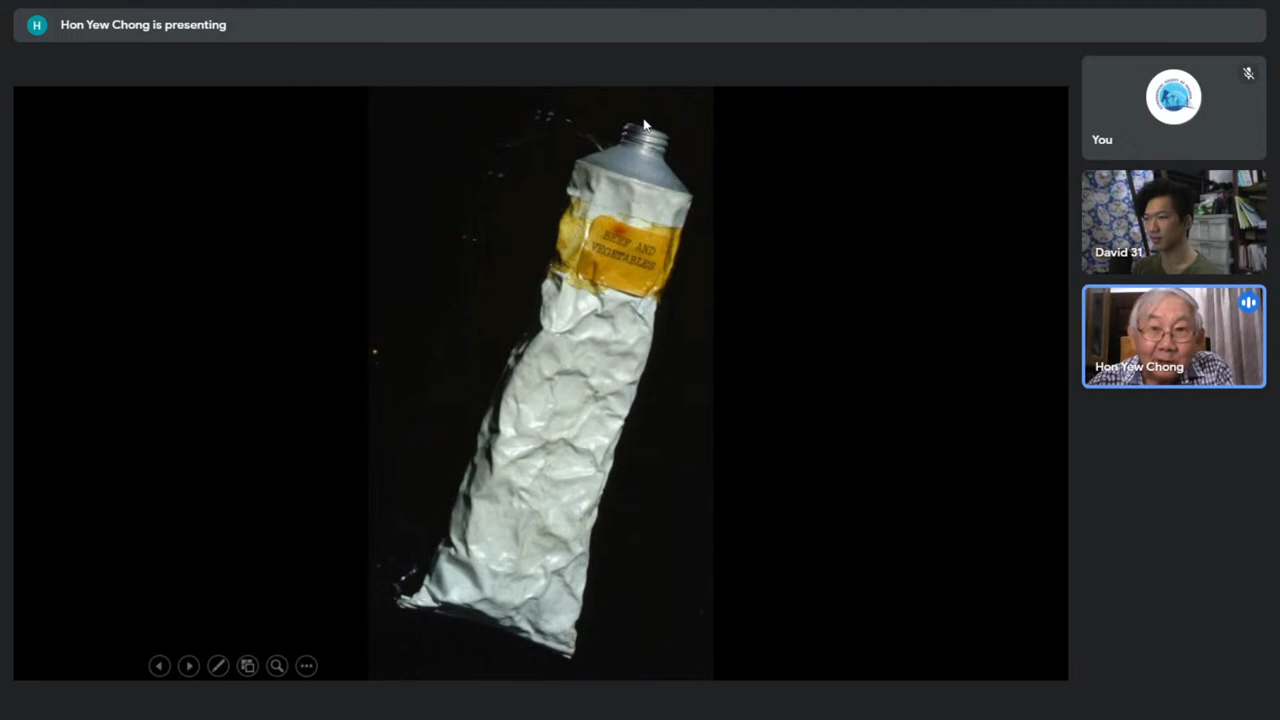 H
Hon Yew Chong is presenting
You
David 31
Hon Yew Chong
BEEF AND
VEGETABLES